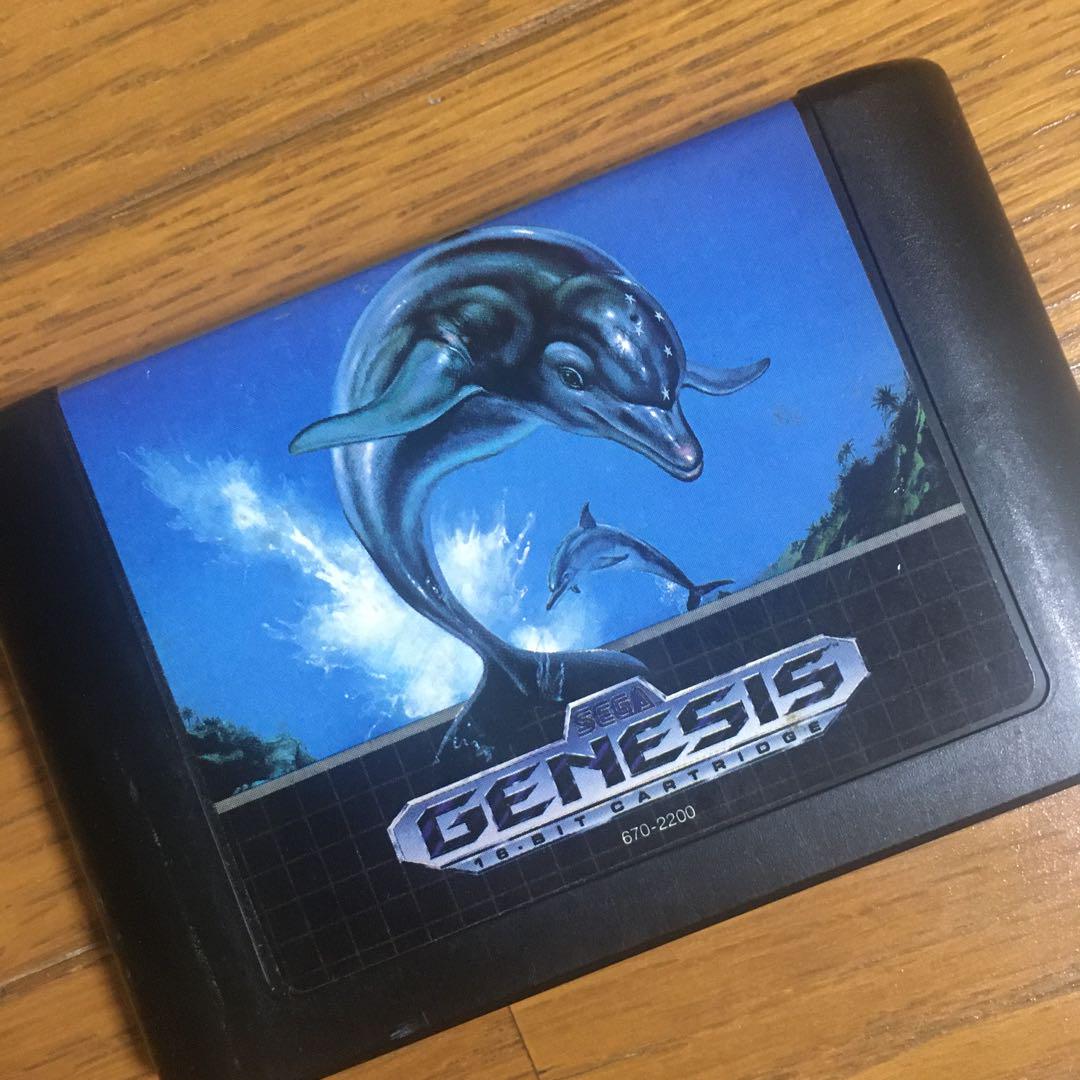 SEGA
GENESIS
16-BIT CARTRIDGE
670-2200